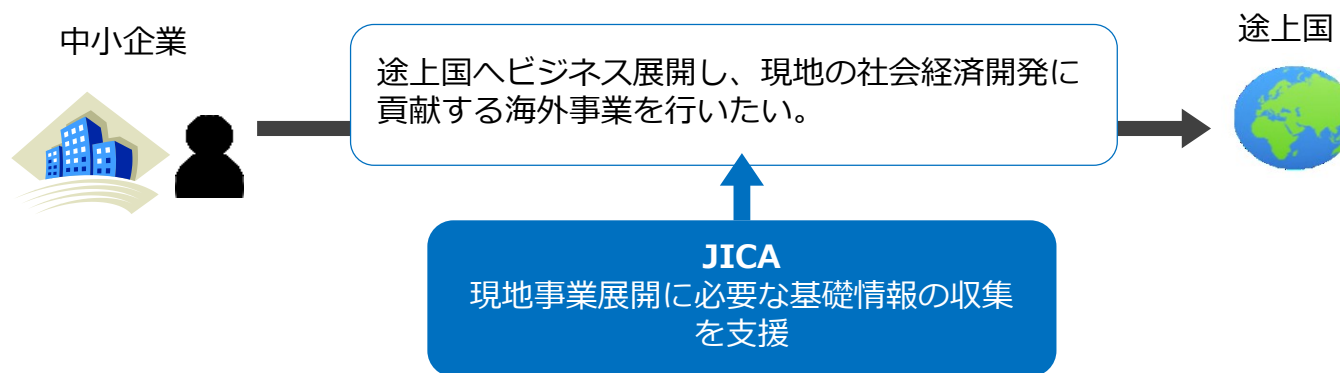 中小企業
途上国
途上国へビジネス展開し、現地の社会経済開発に
貢献する海外事業を行いたい。
JICA
現地事業展開に必要な基礎情報の収集
を支援